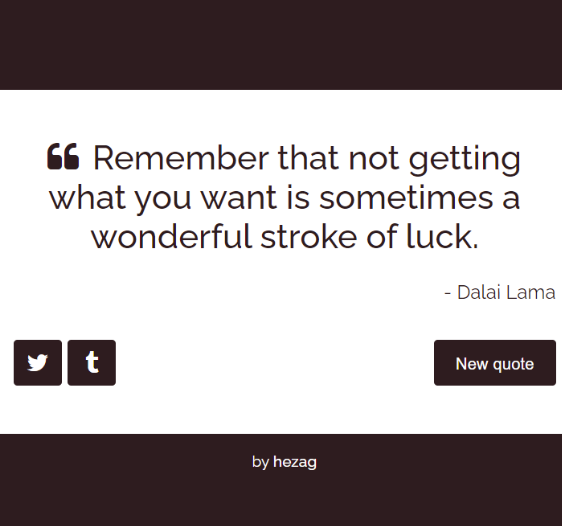 “ Remember that not getting
what you want is sometimes a
wonderful stroke of luck.
- Dalai Lama
New quote
by hezag